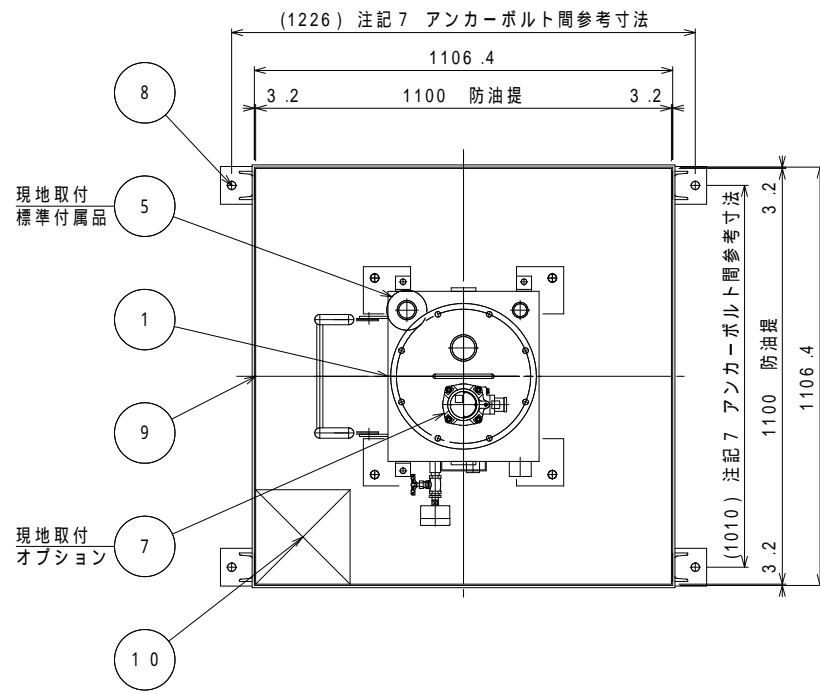 (1226) 注記7 アンカーボルト間参考寸法
1106.4
3.2 1100 防油提 3.2
8
現地取付
標準付属品
5
1
9
現地取付
オプション
7
10
3.2
1100 防油提
3.2
(1010) 注記7 アンカーボルト間参考寸法
1106.4